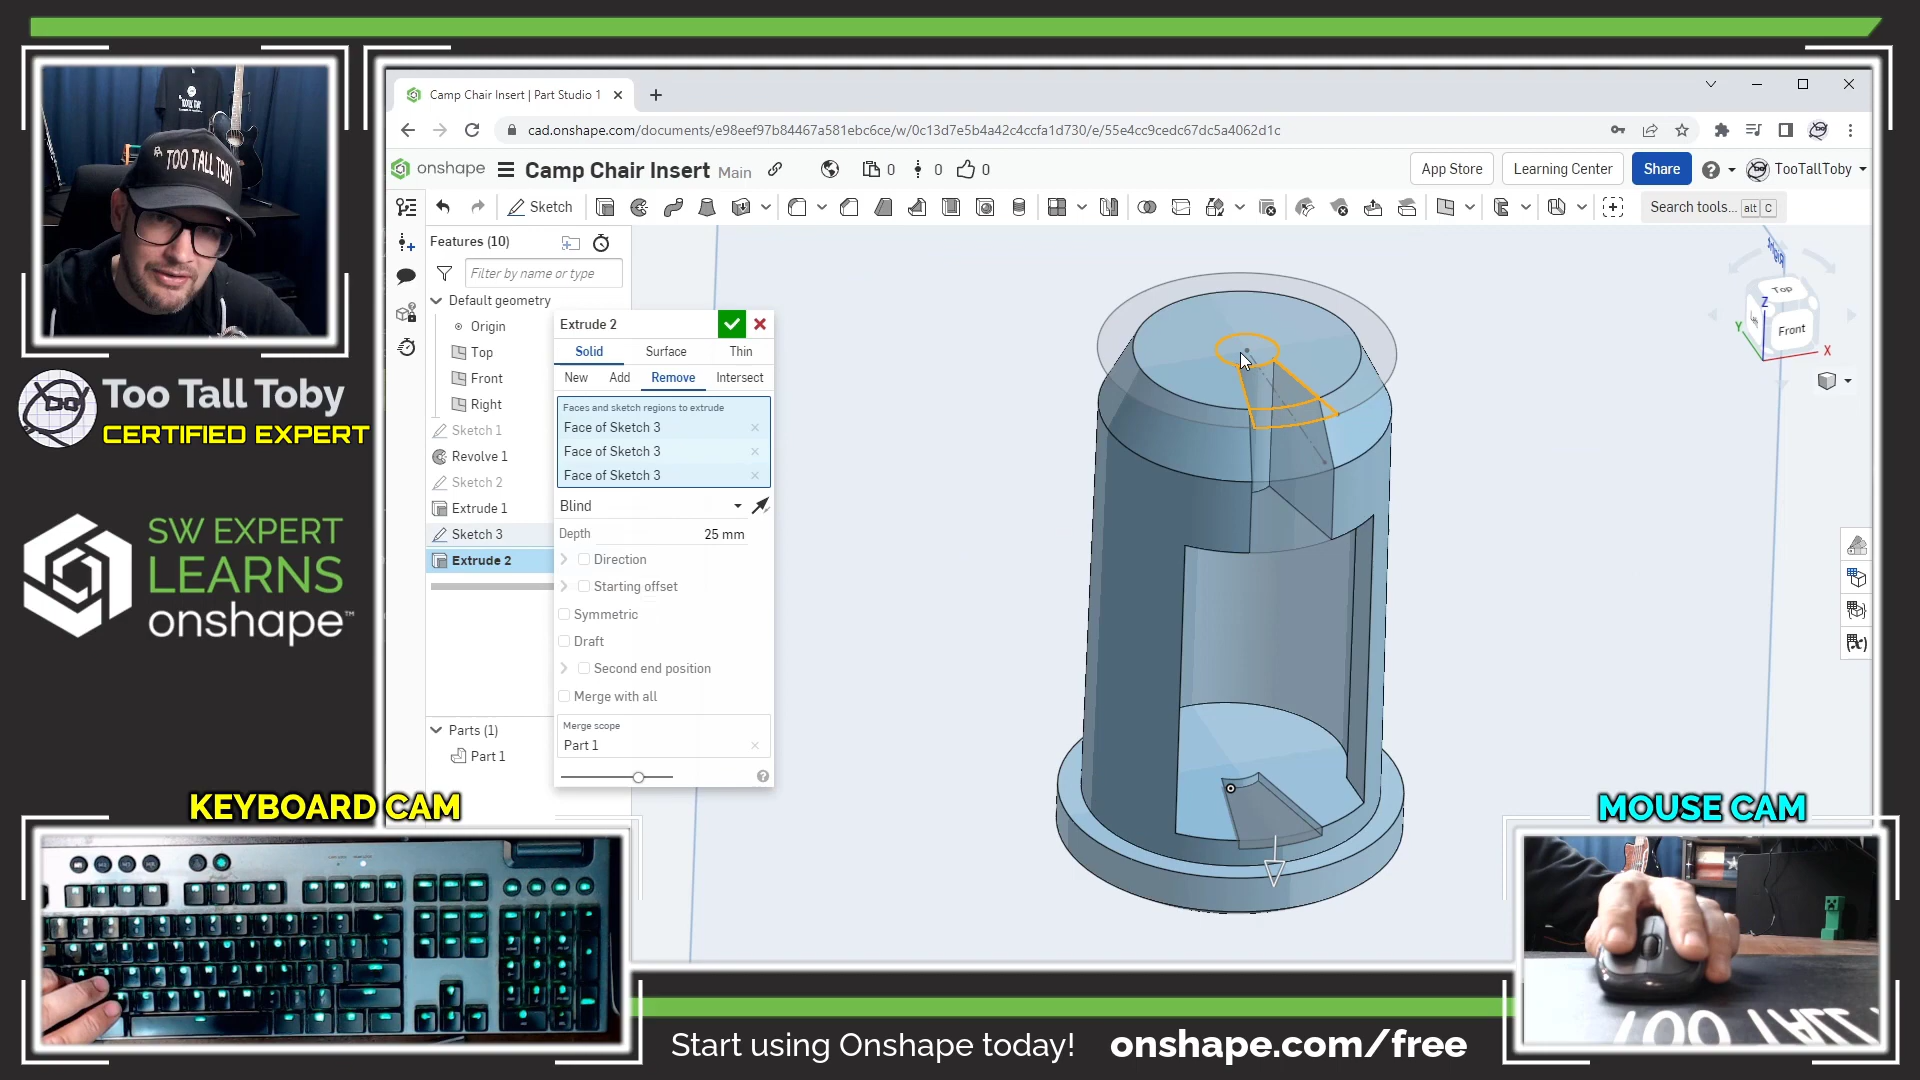 Camp Chair Insert | Part Studio 1
cad.onshape.com/documents/e98eef97b84467a581ebc6ce/w/0c13d7e5b4a42c4ccfa1d730/e/55e4cc9cedc67dc5a4062d1c
onshape
Camp Chair Insert Main
0 0 0
App Store
Learning Center
Share
TooTallToby
Sketch
Search tools... alt C
Features (10)
Filter by name or type
Default geometry
Origin
Top
Front
Right
Sketch 1
Revolve 1
Sketch 2
Extrude 1
Sketch 3
Extrude 2
Parts (1)
Part 1
Extrude 2
Solid Surface Thin
New Add Remove Intersect
Faces and sketch regions to extrude
Face of Sketch 3
Face of Sketch 3
Face of Sketch 3
Blind
Depth 25 mm
Direction
Starting offset
Symmetric
Draft
Second end position
Merge with all
Merge scope
Part 1
Top
Front
Z
Y
X
TOO TALL TOBY
Too Tall Toby
CERTIFIED EXPERT
SW EXPERT
LEARNS
onshape™
KEYBOARD CAM
MOUSE CAM
TOO TALL
Start using Onshape today! onshape.com/free